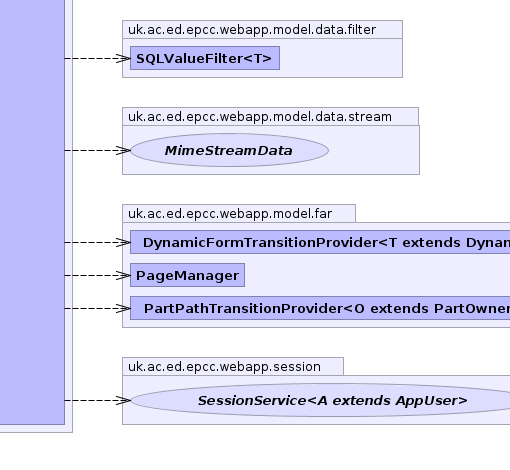 uk.ac.ed.epcc.webapp.model.data.filter
SQLValueFilter<T>
uk.ac.ed.epcc.webapp.model.data.stream
MimeStreamData
uk.ac.ed.epcc.webapp.model.far
DynamicFormTransitionProvider<T extends Dynam
PageManager
PartPathTransitionProvider<O extends PartOwner
uk.ac.ed.epcc.webapp.session
SessionService<A extends AppUser>